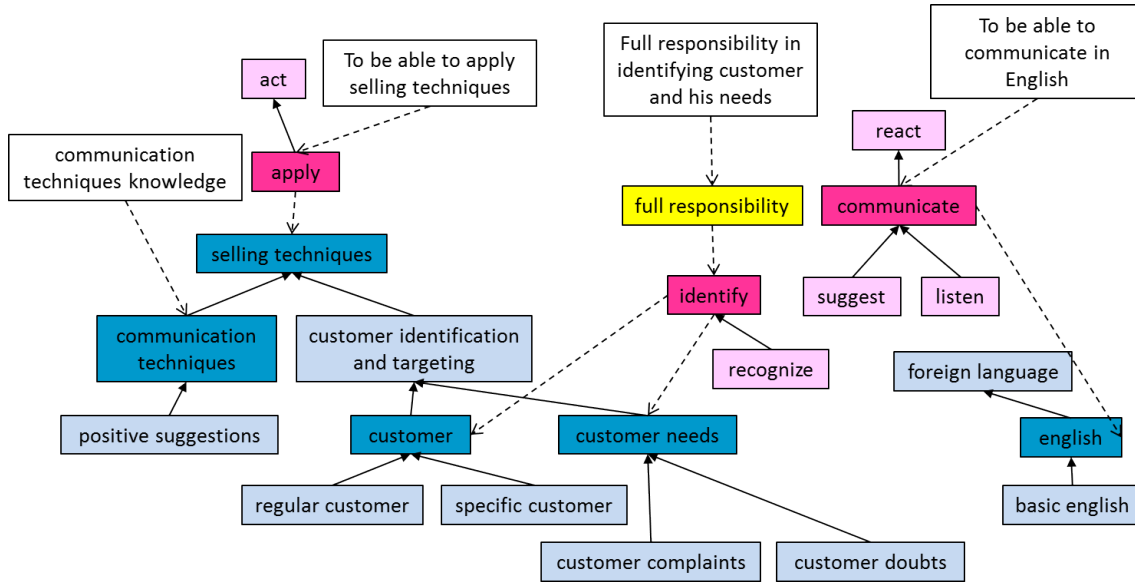 act
To be able to apply
selling techniques
Full responsibility in
identifying customer
and his needs
To be able to
communicate in
English
react
communication
techniques knowledge
apply
full responsibility
communicate
selling techniques
identify
suggest
listen
communication
techniques
customer identification
and targeting
recognize
foreign language
positive suggestions
customer
customer needs
english
regular customer
specific customer
basic english
customer complaints
customer doubts